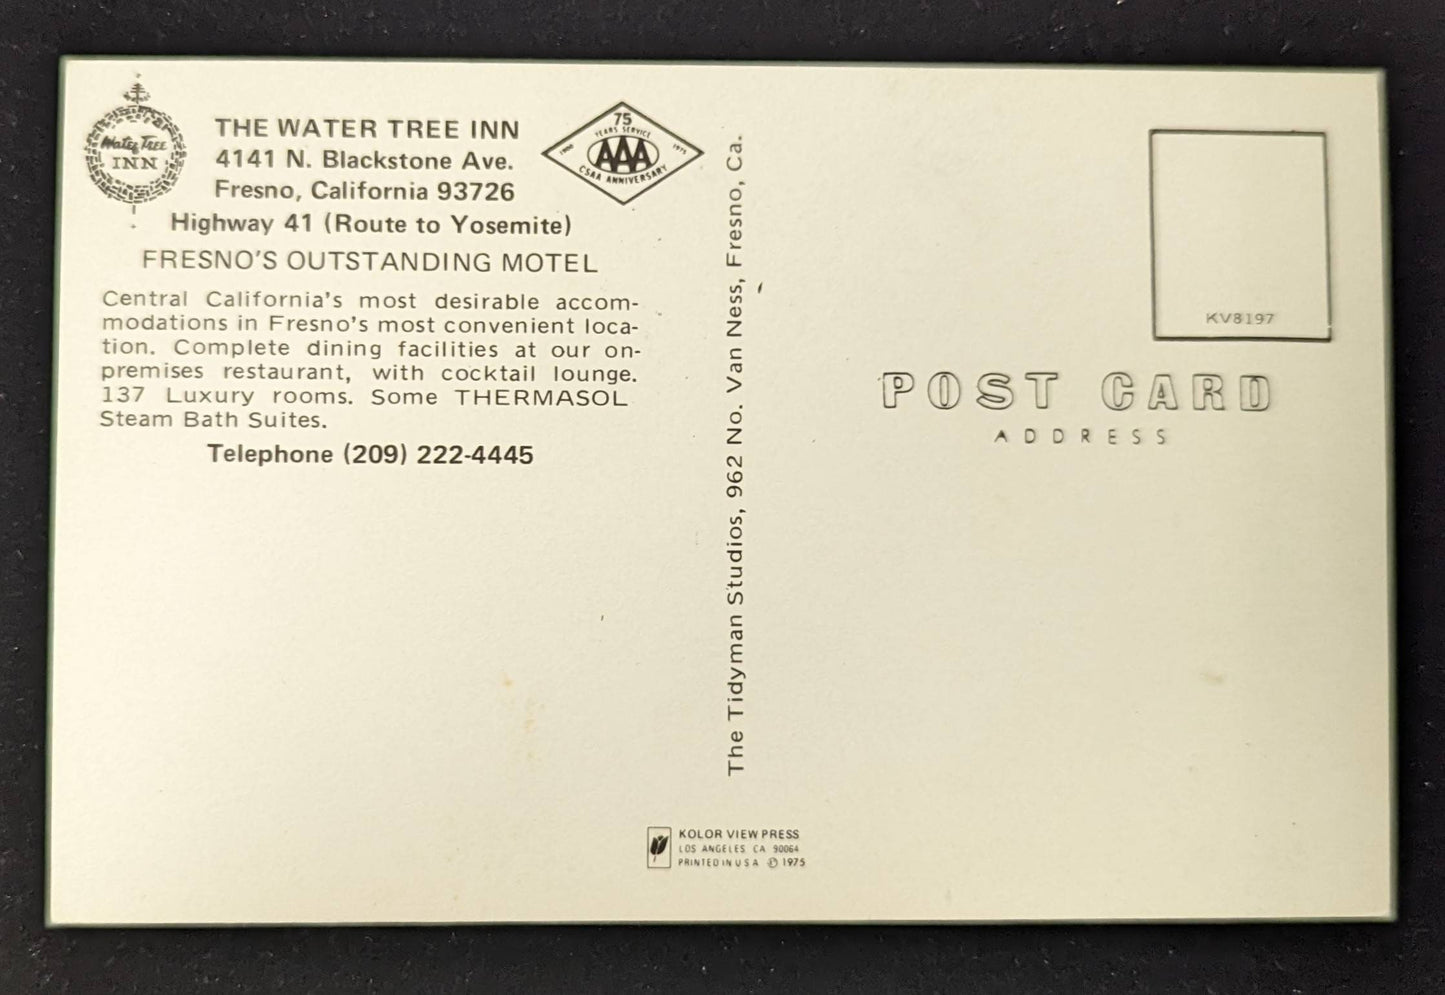 Water Tree
INN
THE WATER TREE INN
4141 N. Blackstone Ave.
Fresno, California 93726
Highway 41 (Route to Yosemite)
FRESNO'S OUTSTANDING MOTEL
75
YEARS SERVICE
1900 AAA 1975
CSAA ANNIVERSARY
Central California's most desirable accom-
modations in Fresno's most convenient loca-
tion. Complete dining facilities at our on-
premises restaurant, with cocktail lounge.
137 Luxury rooms. Some THERMASOL
Steam Bath Suites.
Telephone (209) 222-4445
The Tidyman Studios, 962 No. Van Ness, Fresno, Ca.
KV8197
POST CARD
ADDRESS
KOLOR VIEW PRESS
LOS ANGELES CA 90064
PRINTED IN USA © 1975